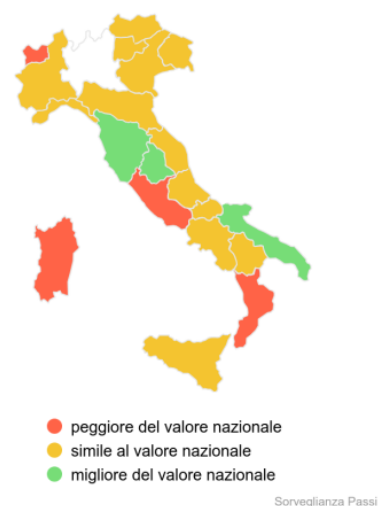 peggiore del valore nazionale
simile al valore nazionale
migliore del valore nazionale
Sorveglianza Passi